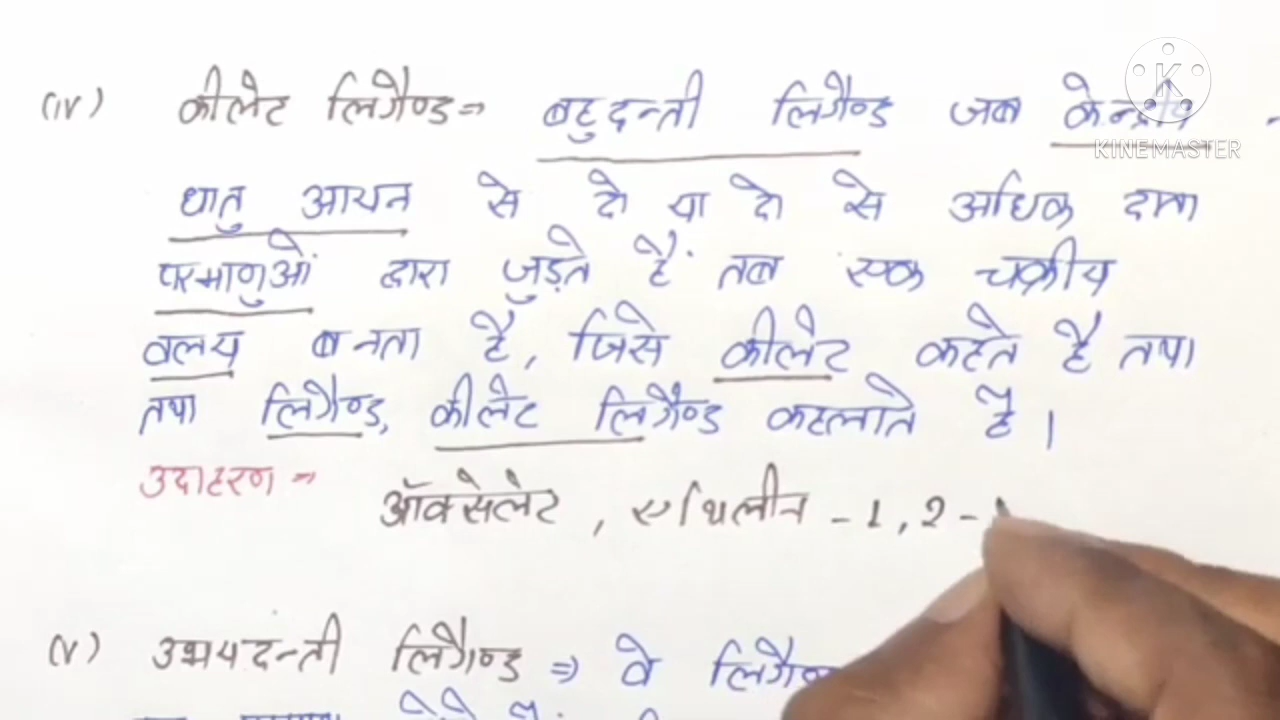 (iv) कीलेट लिगैण्ड ⇒ बहुदन्ती लिगैण्ड जब केन्द्रीय -
धातु आयन से दो या दो से अधिक दाता
परमाणुओं द्वारा जुड़ते हैं तब एक चक्रीय
वलय बनता है, जिसे कीलेट कहते है तथा
तथा लिगैण्ड, कीलेट लिगैण्ड कहलाते है।
उदाहरण ⇒ ऑक्सेलेट, एथिलीन -1,2-
(v) उभयदन्ती लिगैण्ड ⇒ वे
K
KINEMASTER